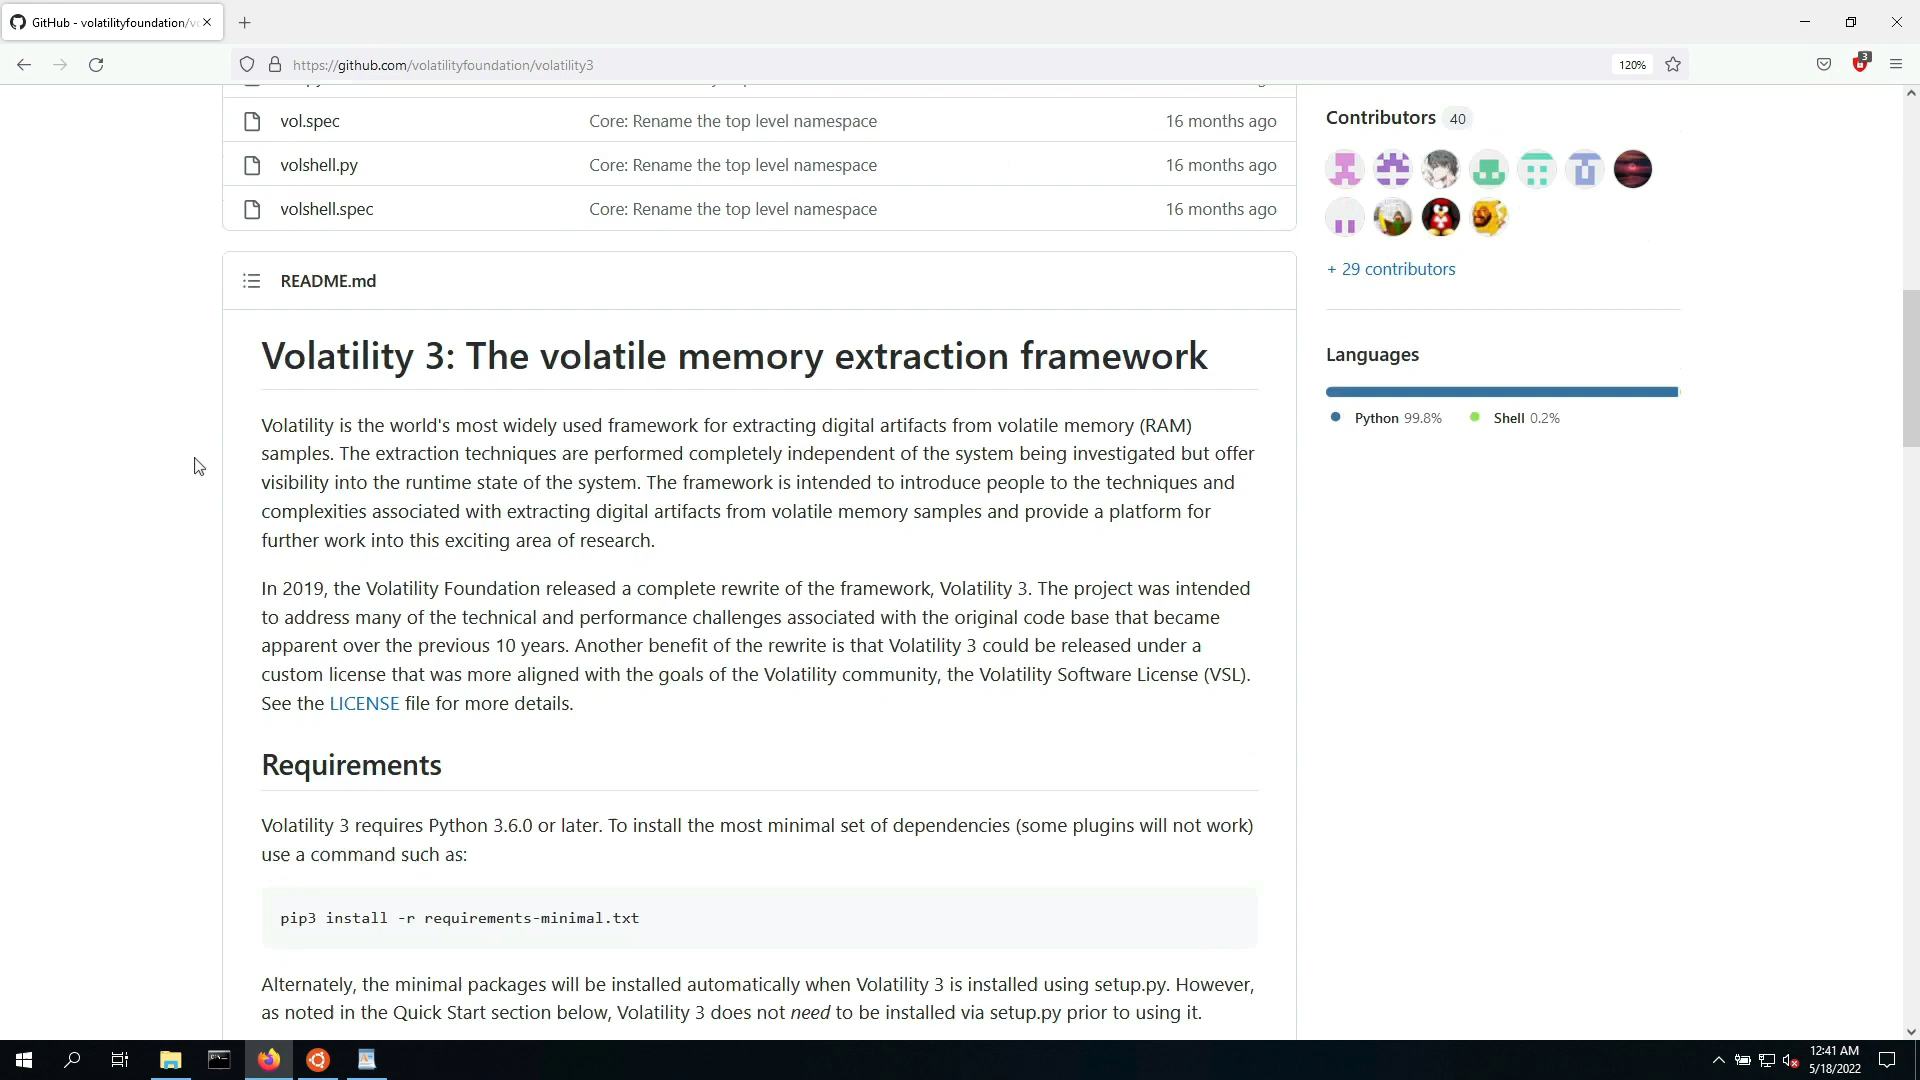 GitHub - volatilityfoundation/v
https://github.com/volatilityfoundation/volatility3
120%
3
vol.spec Core: Rename the top level namespace 16 months ago
volshell.py Core: Rename the top level namespace 16 months ago
volshell.spec Core: Rename the top level namespace 16 months ago
README.md
Volatility 3: The volatile memory extraction framework
Volatility is the world's most widely used framework for extracting digital artifacts from volatile memory (RAM)
samples. The extraction techniques are performed completely independent of the system being investigated but offer
visibility into the runtime state of the system. The framework is intended to introduce people to the techniques and
complexities associated with extracting digital artifacts from volatile memory samples and provide a platform for
further work into this exciting area of research.
In 2019, the Volatility Foundation released a complete rewrite of the framework, Volatility 3. The project was intended
to address many of the technical and performance challenges associated with the original code base that became
apparent over the previous 10 years. Another benefit of the rewrite is that Volatility 3 could be released under a
custom license that was more aligned with the goals of the Volatility community, the Volatility Software License (VSL).
See the LICENSE file for more details.
Requirements
Volatility 3 requires Python 3.6.0 or later. To install the most minimal set of dependencies (some plugins will not work)
use a command such as:
pip3 install -r requirements-minimal.txt
Alternately, the minimal packages will be installed automatically when Volatility 3 is installed using setup.py. However,
as noted in the Quick Start section below, Volatility 3 does not need to be installed via setup.py prior to using it.
Contributors 40
+ 29 contributors
Languages
Python 99.8% Shell 0.2%
12:41 AM
5/18/2022